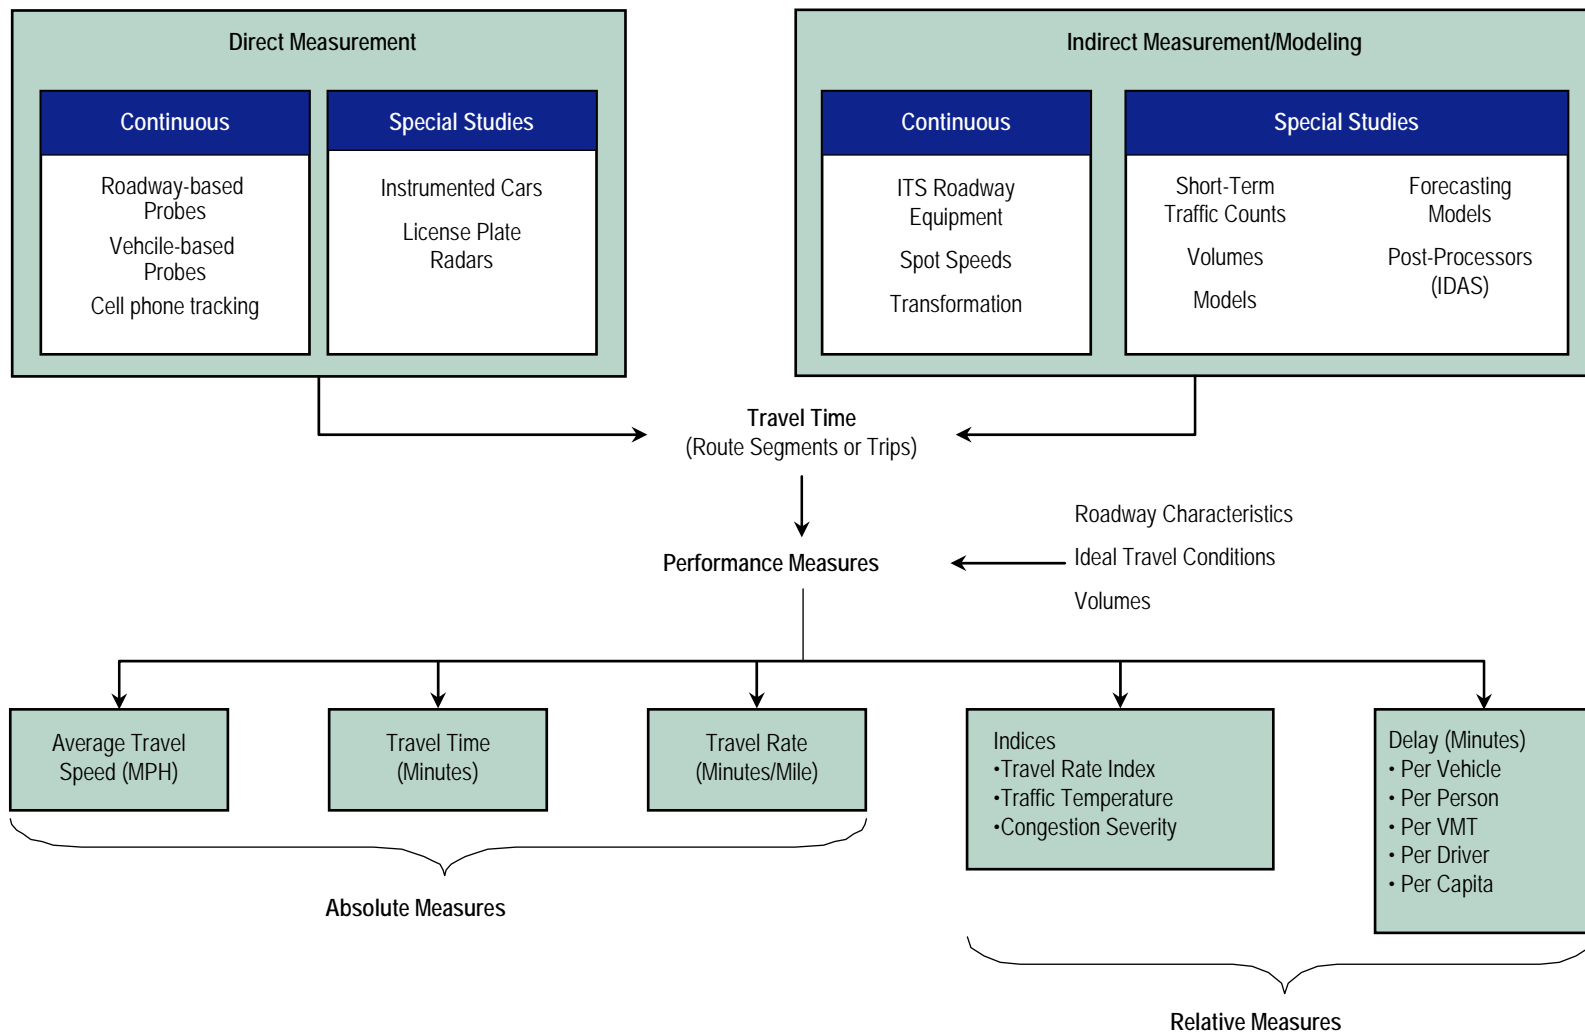 Direct Measurement
Continuous
Roadway-based
Probes
Vehcile-based
Probes
Cell phone tracking
Special Studies
Instrumented Cars
License Plate
Radars
Indirect Measurement/Modeling
Continuous
ITS Roadway
Equipment
Spot Speeds
Transformation
Special Studies
Short-Term
Traffic Counts
Volumes
Models
Forecasting
Models
Post-Processors
(IDAS)
Travel Time
(Route Segments or Trips)
Performance Measures
Roadway Characteristics
Ideal Travel Conditions
Volumes
Average Travel
Speed (MPH)
Travel Time
(Minutes)
Travel Rate
(Minutes/Mile)
Indices
•Travel Rate Index
•Traffic Temperature
•Congestion Severity
Delay (Minutes)
• Per Vehicle
• Per Person
• Per VMT
• Per Driver
• Per Capita
Absolute Measures
Relative Measures